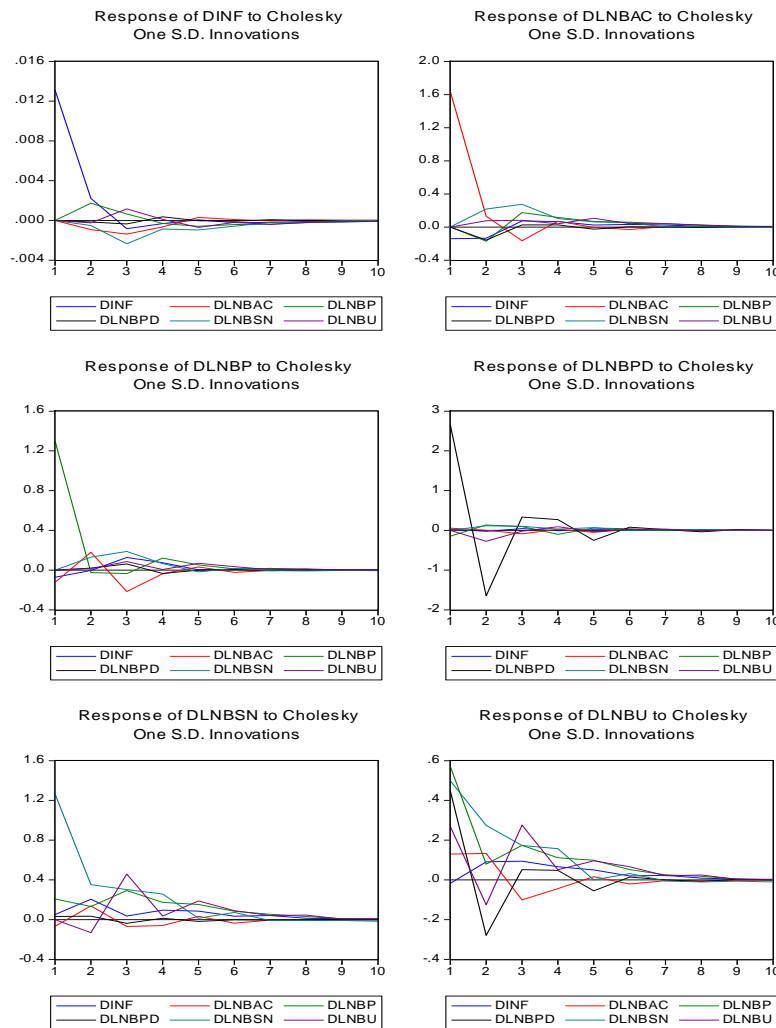 Response of DINF to Cholesky
One S.D. Innovations
.016
.012
.008
.004
.000
-.004
1 2 3 4 5 6 7 8 9 10
DINF DLNBAC DLNBP
DLNBPD DLNBSN DLNBU
Response of DLNBAC to Cholesky
One S.D. Innovations
2.0
1.6
1.2
0.8
0.4
0.0
-0.4
1 2 3 4 5 6 7 8 9 10
DINF DLNBAC DLNBP
DLNBPD DLNBSN DLNBU
Response of DLNBP to Cholesky
One S.D. Innovations
1.6
1.2
0.8
0.4
0.0
-0.4
1 2 3 4 5 6 7 8 9 10
DINF DLNBAC DLNBP
DLNBPD DLNBSN DLNBU
Response of DLNBPD to Cholesky
One S.D. Innovations
3
2
1
0
-1
-2
1 2 3 4 5 6 7 8 9 10
DINF DLNBAC DLNBP
DLNBPD DLNBSN DLNBU
Response of DLNBSN to Cholesky
One S.D. Innovations
1.6
1.2
0.8
0.4
0.0
-0.4
1 2 3 4 5 6 7 8 9 10
DINF DLNBAC DLNBP
DLNBPD DLNBSN DLNBU
Response of DLNBU to Cholesky
One S.D. Innovations
.6
.4
.2
.0
-.2
-.4
1 2 3 4 5 6 7 8 9 10
DINF DLNBAC DLNBP
DLNBPD DLNBSN DLNBU